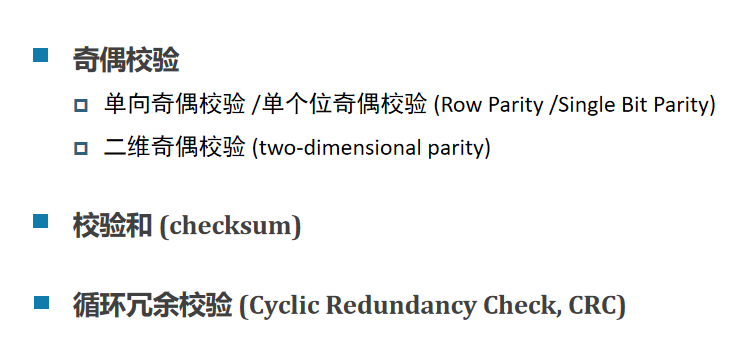 奇偶校验
单向奇偶校验 /单个位奇偶校验 (Row Parity /Single Bit Parity)
二维奇偶校验 (two-dimensional parity)
校验和 (checksum)
循环冗余校验 (Cyclic Redundancy Check, CRC)